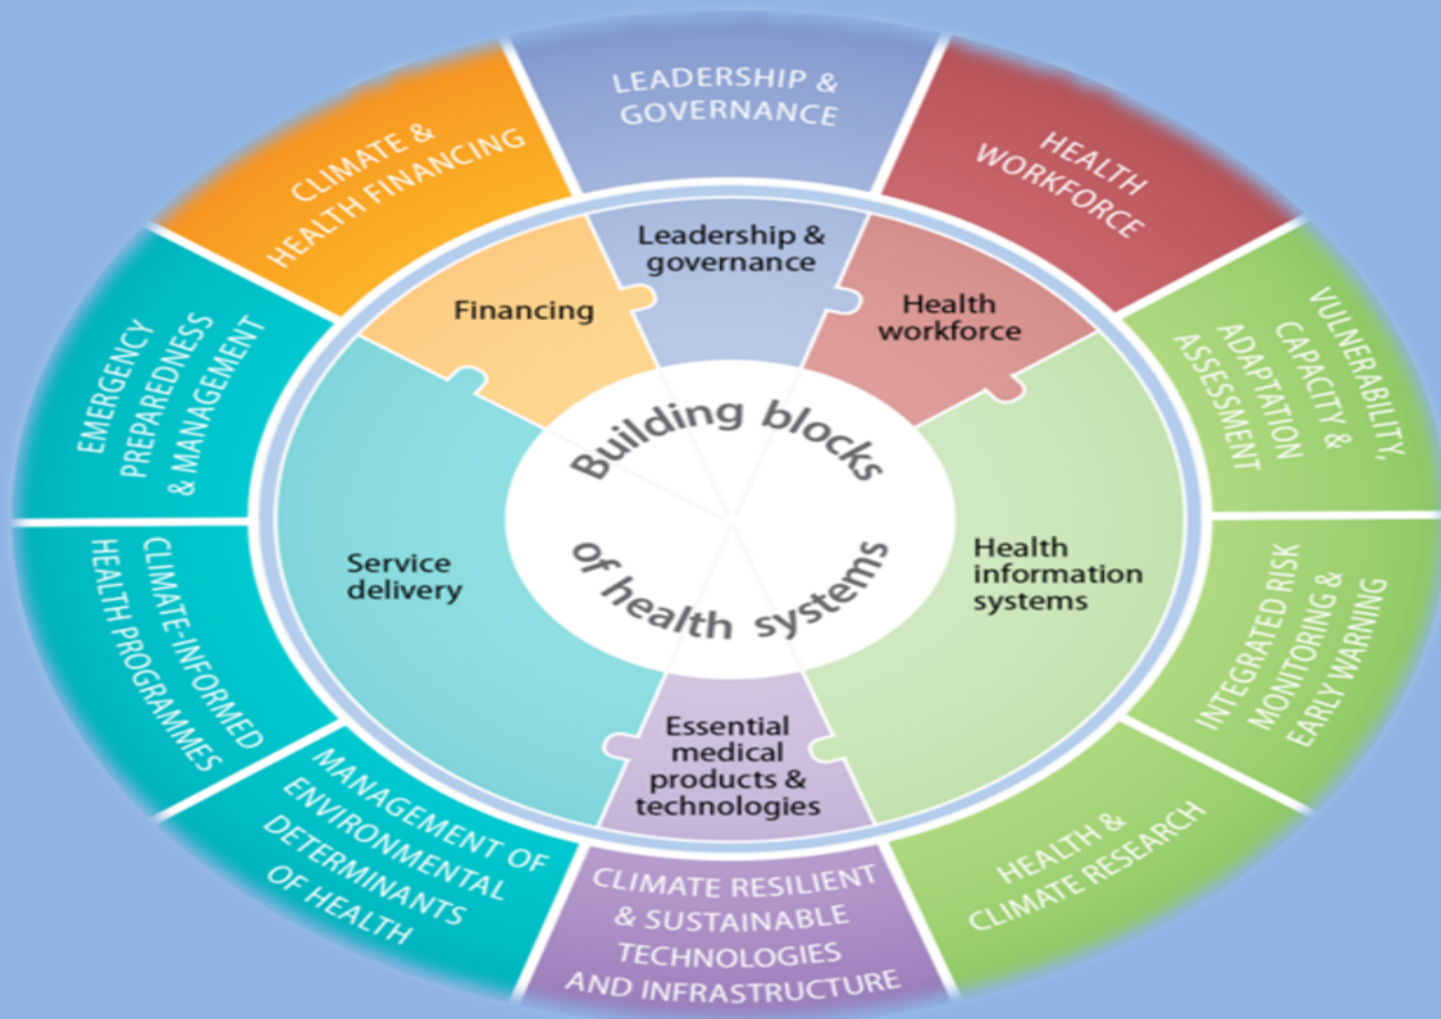 LEADERSHIP &
GOVERNANCE
HEALTH
WORKFORCE
VULNERABILITY,
CAPACITY &
ADAPTATION
ASSESSMENT
INTEGRATED RISK
MONITORING &
EARLY WARNING
HEALTH &
CLIMATE RESEARCH
CLIMATE RESILIENT
& SUSTAINABLE
TECHNOLOGIES
AND INFRASTRUCTURE
MANAGEMENT OF
ENVIRONMENTAL
DETERMINANTS
OF HEALTH
CLIMATE-INFORMED
HEALTH PROGRAMMES
EMERGENCY
PREPAREDNESS
& MANAGEMENT
CLIMATE &
HEALTH FINANCING
Leadership &
governance
Health
workforce
Health
information
systems
Essential
medical
products &
technologies
Service
delivery
Financing
Building blocks
of health systems